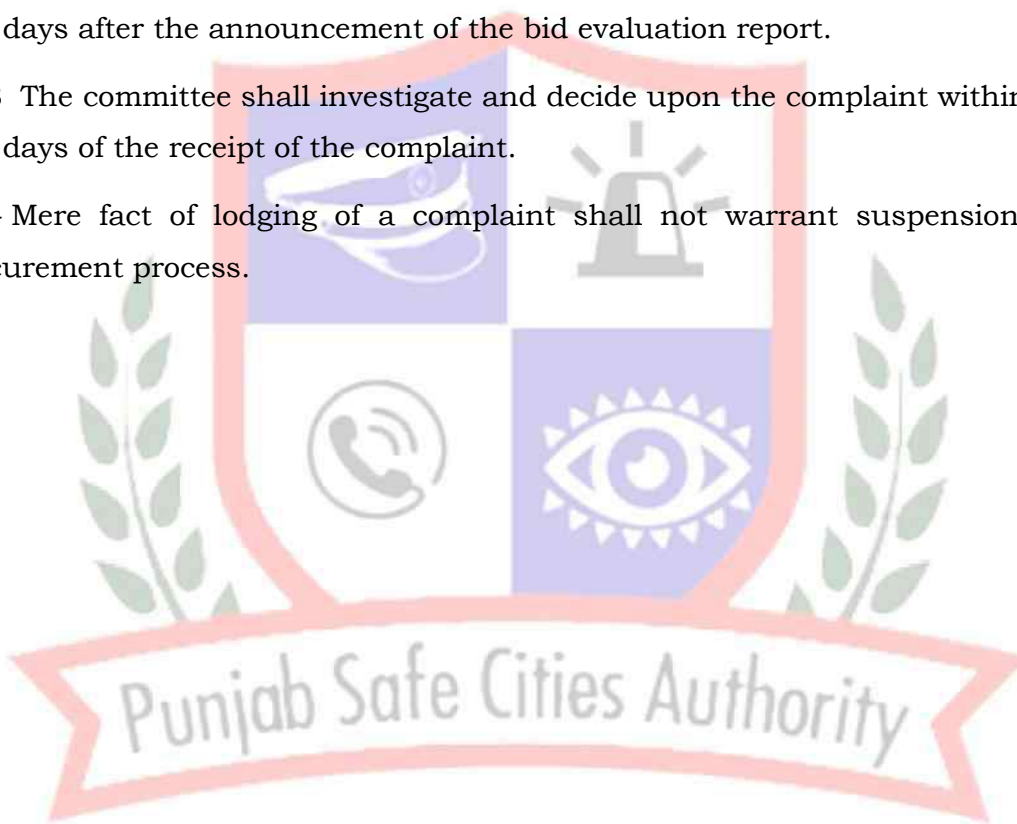 days after the announcement of the bid evaluation report.
The committee shall investigate and decide upon the complaint within
days of the receipt of the complaint.
Mere fact of lodging of a complaint shall not warrant suspension
curement process.
Punjab Safe Cities Authority